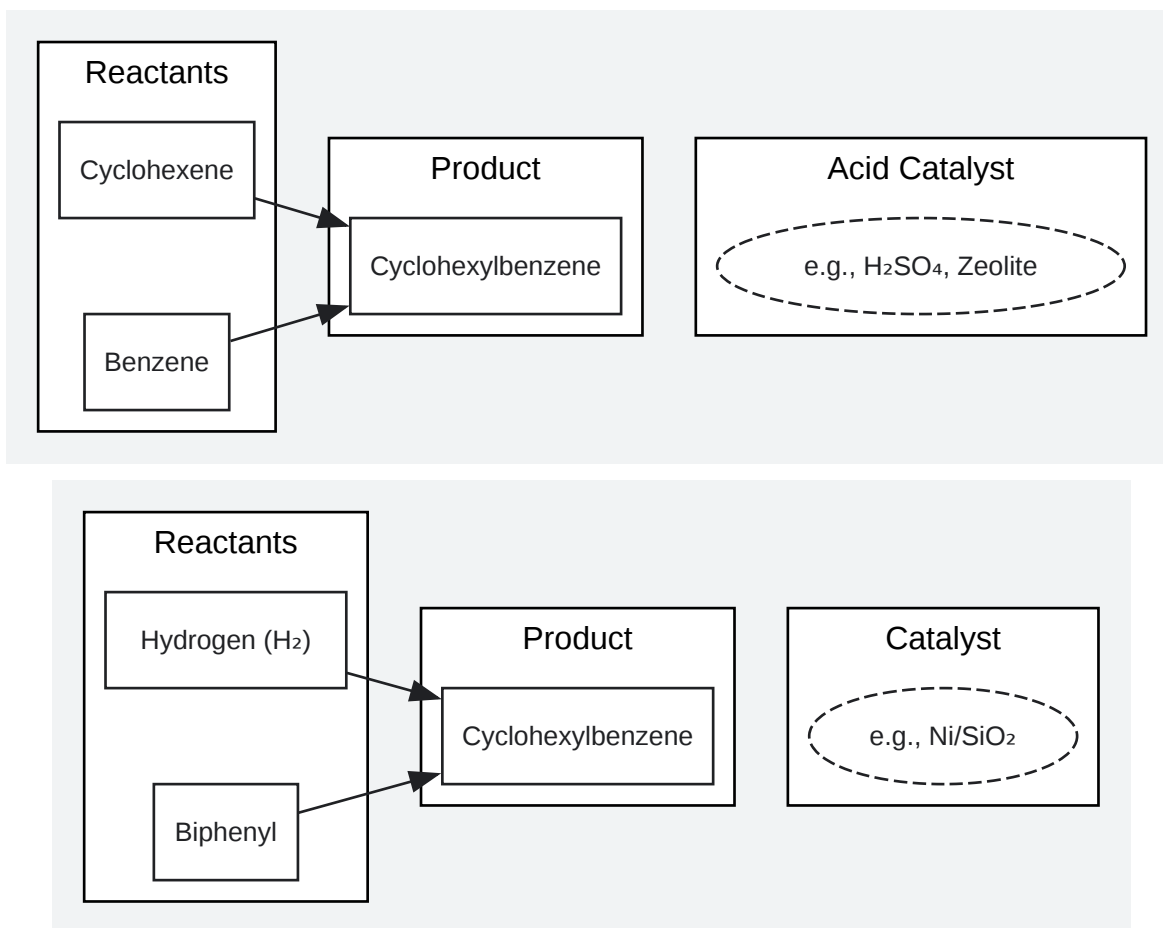 Reactants
Cyclohexene
Benzene
Product
Cyclohexylbenzene
Acid Catalyst
e.g., H₂SO₄, Zeolite
Reactants
Hydrogen (H₂)
Biphenyl
Product
Cyclohexylbenzene
Catalyst
e.g., Ni/SiO₂